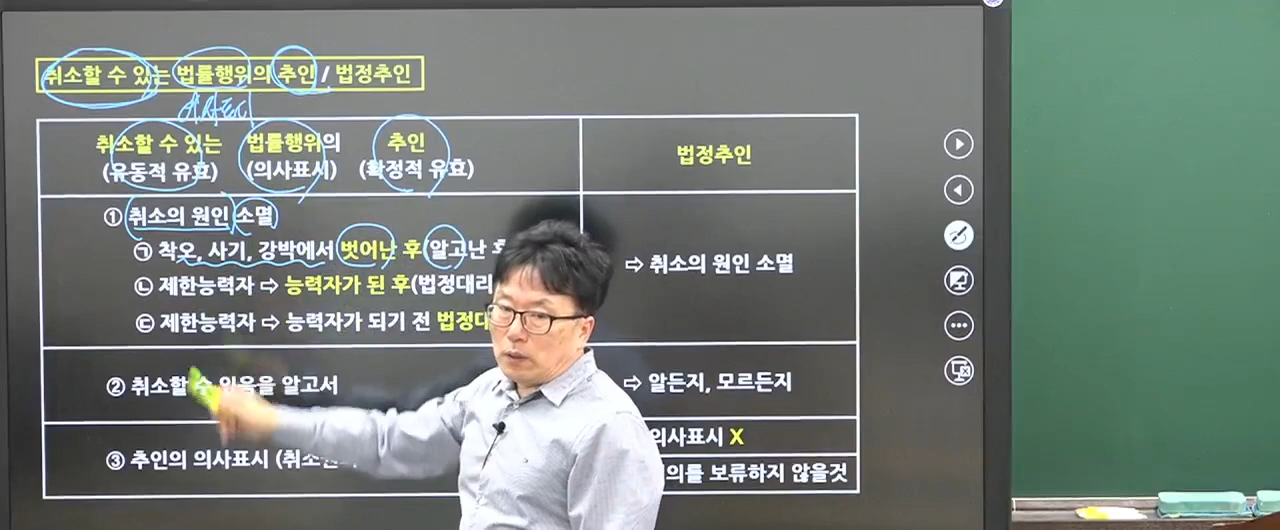 취소할 수 있는 법률행위의 추인 / 법정추인
의사표시
취소할 수 있는 법률행위의 추인
(유동적 유효) (의사표시) (확정적 유효)
법정추인
① 취소의 원인 소멸
㉠ 착오, 사기, 강박에서 벗어난 후(알고난 후
㉡ 제한능력자 ⇨ 능력자가 된 후(법정대리
㉢ 제한능력자 ⇨ 능력자가 되기 전 법정대
⇨ 취소의 원인 소멸
② 취소할 수 있음을 알고서
⇨ 알든지, 모르든지
③ 추인의 의사표시 (취소
의사표시 X
의를 보류하지 않을것